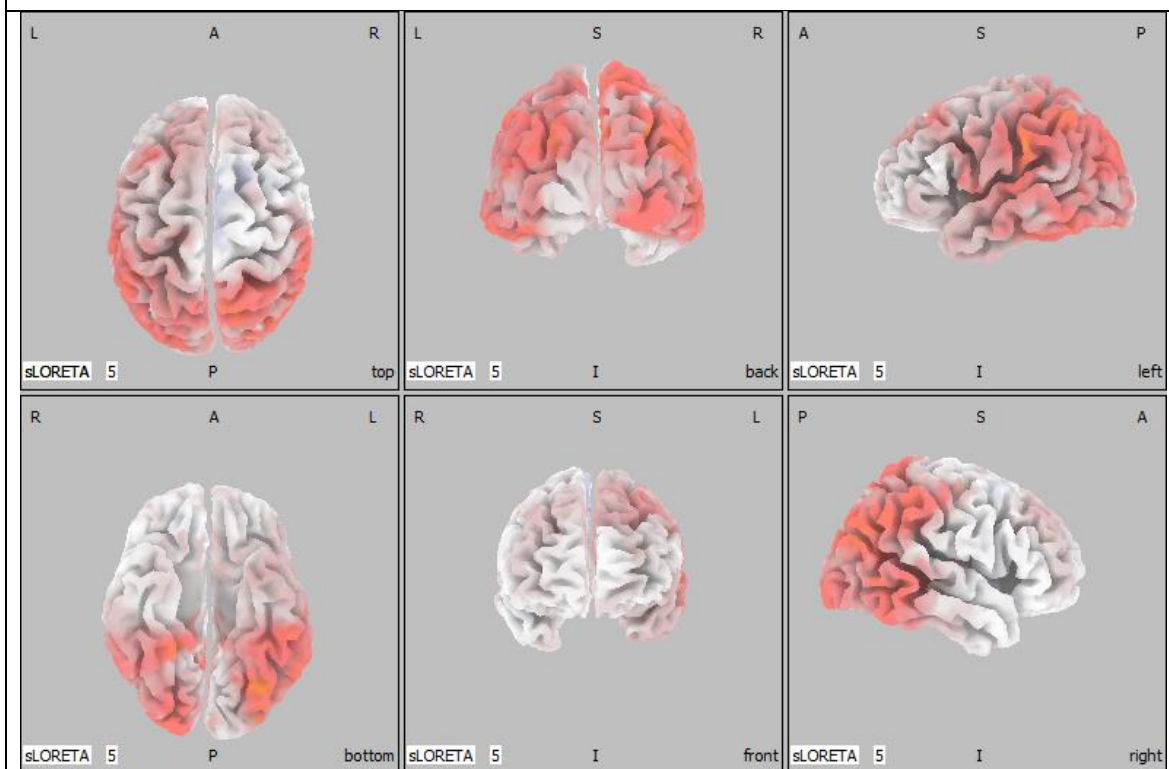 L A R
sLORETA 5 P top
L S R
sLORETA 5 I back
A S P
sLORETA 5 I left
R A L
sLORETA 5 P bottom
R S L
sLORETA 5 I front
P S A
sLORETA 5 I right